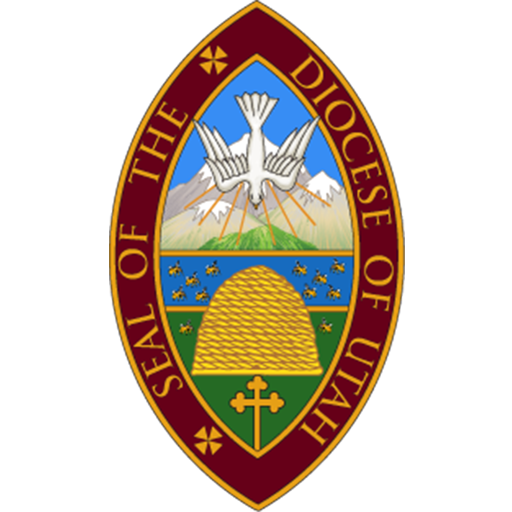 SEAL OF THE DIOCESE OF UTAH